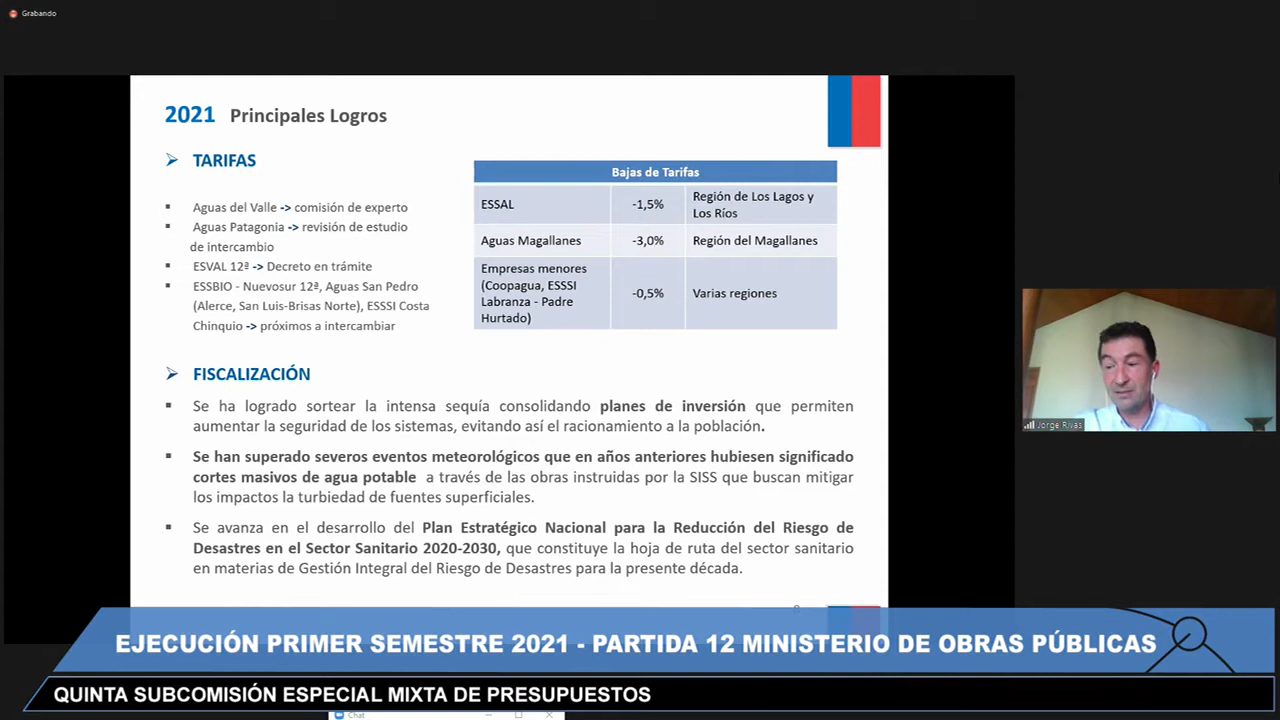 Grabando
2021 Principales Logros
TARIFAS
Aguas del Valle -> comisión de experto
Aguas Patagonia -> revisión de estudio
de intercambio
ESVAL 12ª -> Decreto en trámite
ESSBIO - Nuevosur 12ª, Aguas San Pedro
(Alerce, San Luis-Brisas Norte), ESSSI Costa
Chinquio -> próximos a intercambiar
Bajas de Tarifas
ESSAL -1,5% Región de Los Lagos y
Los Ríos
Aguas Magallanes -3,0% Región del Magallanes
Empresas menores
(Coopagua, ESSSI
Labranza - Padre
Hurtado) -0,5% Varias regiones
FISCALIZACIÓN
Se ha logrado sortear la intensa sequía consolidando planes de inversión que permiten
aumentar la seguridad de los sistemas, evitando así el racionamiento a la población.
Se han superado severos eventos meteorológicos que en años anteriores hubiesen significado
cortes masivos de agua potable a través de las obras instruidas por la SISS que buscan mitigar
los impactos la turbiedad de fuentes superficiales.
Se avanza en el desarrollo del Plan Estratégico Nacional para la Reducción del Riesgo de
Desastres en el Sector Sanitario 2020-2030, que constituye la hoja de ruta del sector sanitario
en materias de Gestión Integral del Riesgo de Desastres para la presente década.
Jorge Rivas
EJECUCIÓN PRIMER SEMESTRE 2021 - PARTIDA 12 MINISTERIO DE OBRAS PÚBLICAS
QUINTA SUBCOMISIÓN ESPECIAL MIXTA DE PRESUPUESTOS
Chat